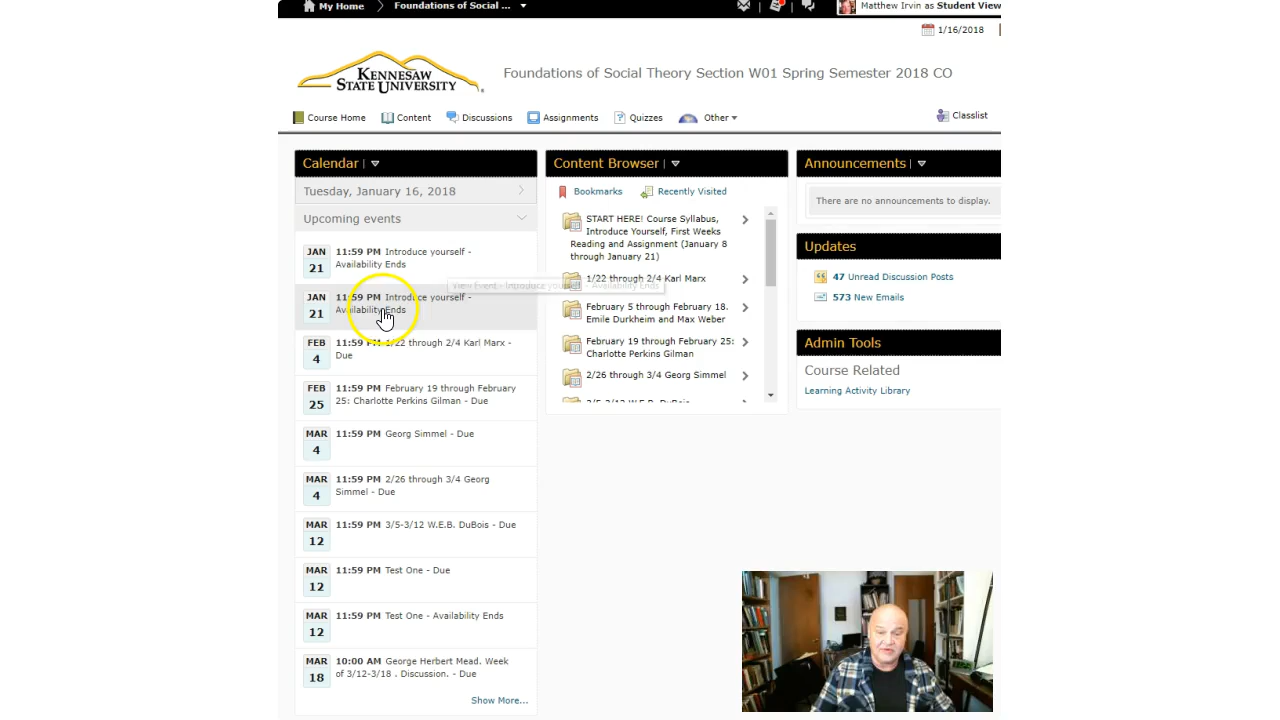 My Home
Foundations of Social ...
Matthew Irvin as Student View
1/16/2018
KENNESAW
STATE UNIVERSITY
Foundations of Social Theory Section W01 Spring Semester 2018 CO
Course Home
Content
Discussions
Assignments
Quizzes
Other
Classlist
Calendar
Tuesday, January 16, 2018
Upcoming events
JAN
21
11:59 PM Introduce yourself -
Availability Ends
JAN
21
11:59 PM Introduce yourself -
Availability Ends
View Event - Introduce yourself - Availability Ends
FEB
4
11:59 PM 1/22 through 2/4 Karl Marx -
Due
FEB
25
11:59 PM February 19 through February
25: Charlotte Perkins Gilman - Due
MAR
4
11:59 PM Georg Simmel - Due
MAR
4
11:59 PM 2/26 through 3/4 Georg
Simmel - Due
MAR
12
11:59 PM 3/5-3/12 W.E.B. DuBois - Due
MAR
12
11:59 PM Test One - Due
MAR
12
11:59 PM Test One - Availability Ends
MAR
18
10:00 AM George Herbert Mead. Week
of 3/12-3/18 . Discussion. - Due
Show More...
Content Browser
Bookmarks
Recently Visited
START HERE! Course Syllabus,
Introduce Yourself, First Weeks
Reading and Assignment (January 8
through January 21)
1/22 through 2/4 Karl Marx
February 5 through February 18.
Emile Durkheim and Max Weber
February 19 through February 25:
Charlotte Perkins Gilman
2/26 through 3/4 Georg Simmel
3/5-3/12 W.E.B. DuBois
Announcements
There are no announcements to display.
Updates
47 Unread Discussion Posts
573 New Emails
Admin Tools
Course Related
Learning Activity Library